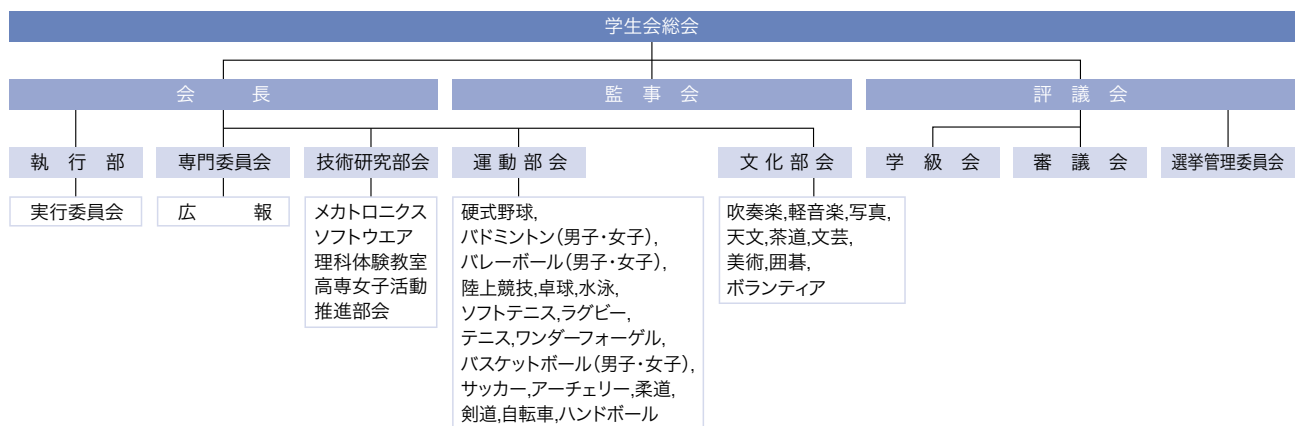 学生会総会
会長
監事会
評議会
執行部
専門委員会
技術研究部会
運動部会
文化部会
学級会
審議会
選挙管理委員会
実行委員会
広報
メカトロニクス
ソフトウエア
理科体験教室
高専女子活動
推進部会
硬式野球,
バドミントン(男子・女子),
バレーボール(男子・女子),
陸上競技,卓球,水泳,
ソフトテニス,ラグビー,
テニス,ワンダーフォーゲル,
バスケットボール(男子・女子),
サッカー,アーチェリー,柔道,
剣道,自転車,ハンドボール
吹奏楽,軽音楽,写真,
天文,茶道,文芸,
美術,囲碁,
ボランティア